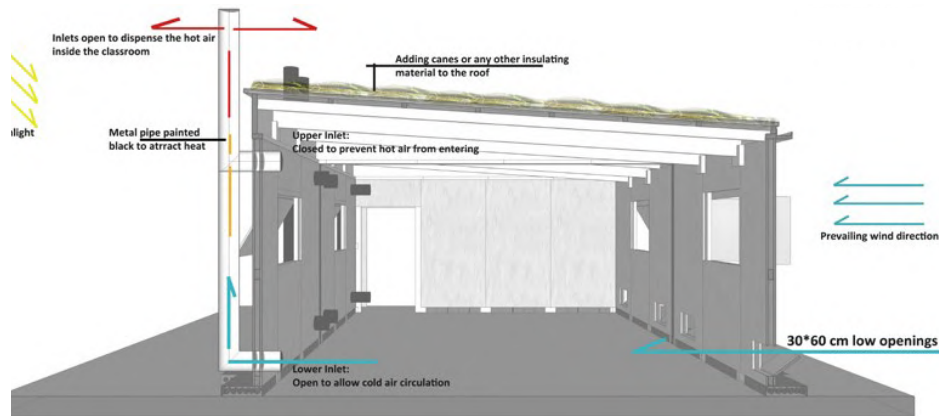 Inlets open to dispense the hot air
inside the classroom
Adding canes or any other insulating
material to the roof
Metal pipe painted
black to atrract heat
Upper Inlet:
Closed to prevent hot air from entering
Prevailing wind direction
30*60 cm low openings
Lower Inlet:
Open to allow cold air circulation